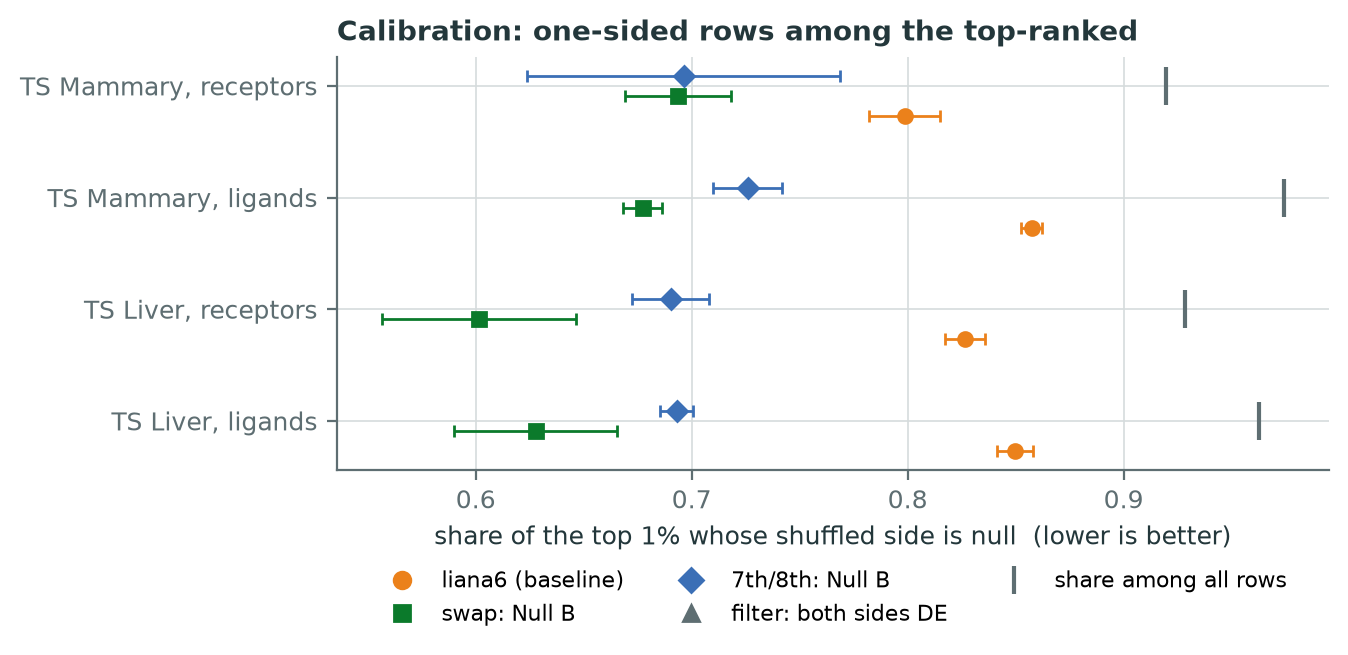 Calibration: one-sided rows among the top-ranked
TS Mammary, receptors
TS Mammary, ligands
TS Liver, receptors
TS Liver, ligands
0.6 0.7 0.8 0.9
share of the top 1% whose shuffled side is null  (lower is better)
liana6 (baseline) 7th/8th: Null B share among all rows
swap: Null B filter: both sides DE